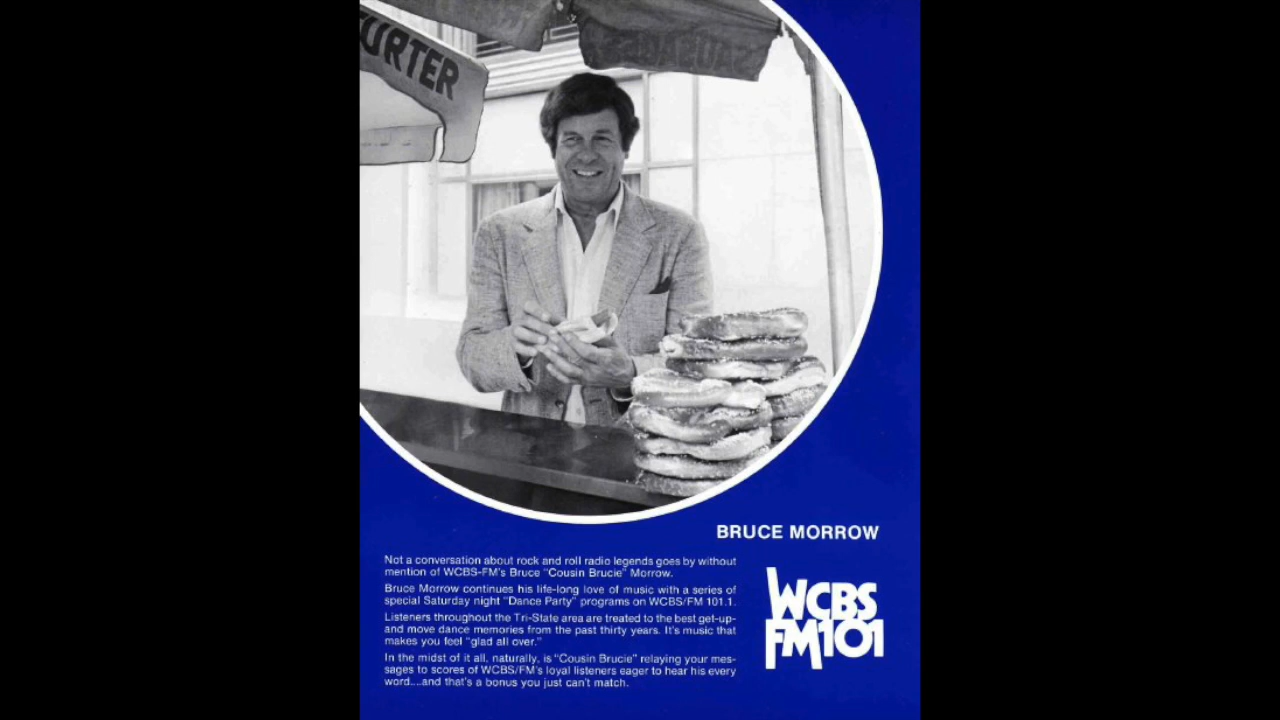 URTER
BRUCE MORROW
Not a conversation about rock and roll radio legends goes by without
mention of WCBS-FM's Bruce "Cousin Brucie" Morrow.
Bruce Morrow continues his life-long love of music with a series of
special Saturday night "Dance Party" programs on WCBS/FM 101.1.
Listeners throughout the Tri-State area are treated to the best get-up-
and move dance memories from the past thirty years. It's music that
makes you feel "glad all over."
In the midst of it all, naturally, is "Cousin Brucie" relaying your mes-
sages to scores of WCBS/FM's loyal listeners eager to hear his every
word...and that's a bonus you just can't match.
WCBS
FM101